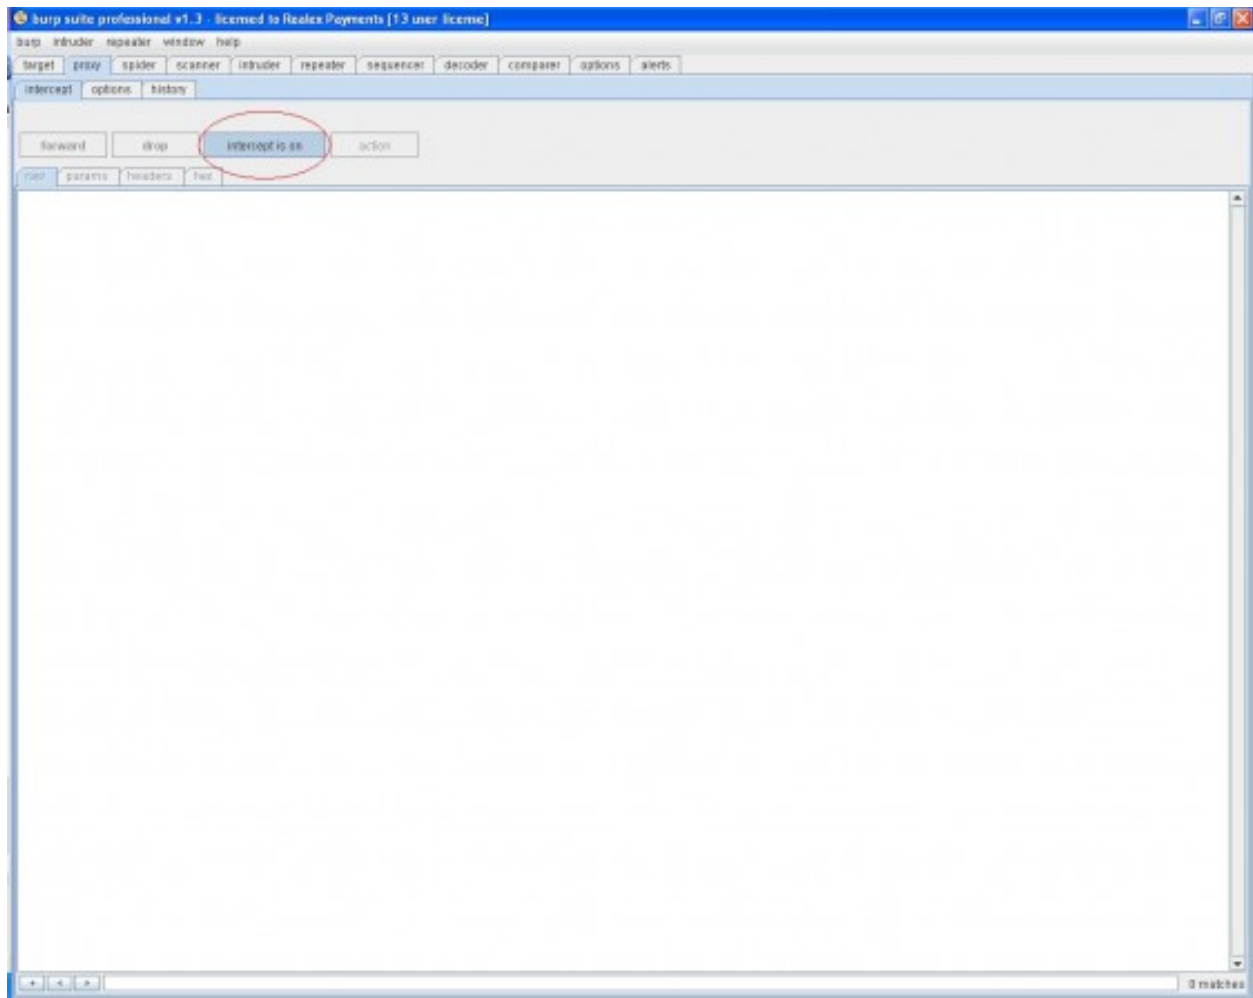 burp suite professional v1.3 - licensed to Realex Payments [13 user license]
burp intruder repeater window help
target proxy spider scanner intruder repeater sequencer decoder comparer options alerts
intercept options history
forward drop intercept is on action
raw params headers hex
+ < >
0 matches